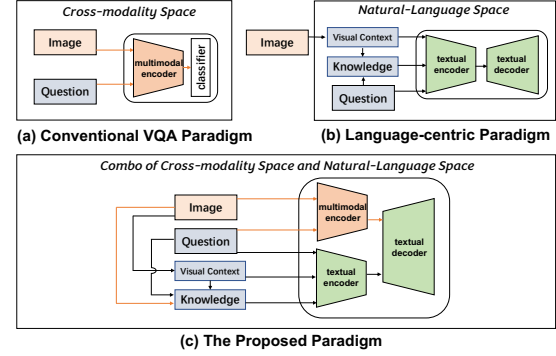 Cross-modality Space
Image
Question
multimodal
encoder
classifier
(a) Conventional VQA Paradigm
Natural-Language Space
Image
Visual Context
Knowledge
Question
textual
encoder
textual
decoder
(b) Language-centric Paradigm
Combo of Cross-modality Space and Natural-Language Space
Image
Question
Visual Context
Knowledge
multimodal
encoder
textual
encoder
textual
decoder
(c) The Proposed Paradigm